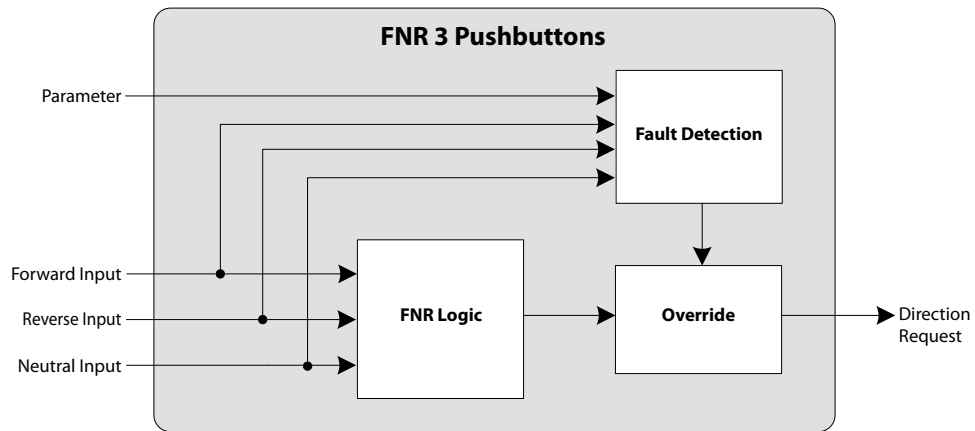 FNR 3 Pushbuttons
Parameter
Fault Detection
Forward Input
Reverse Input
Neutral Input
FNR Logic
Override
Direction
Request